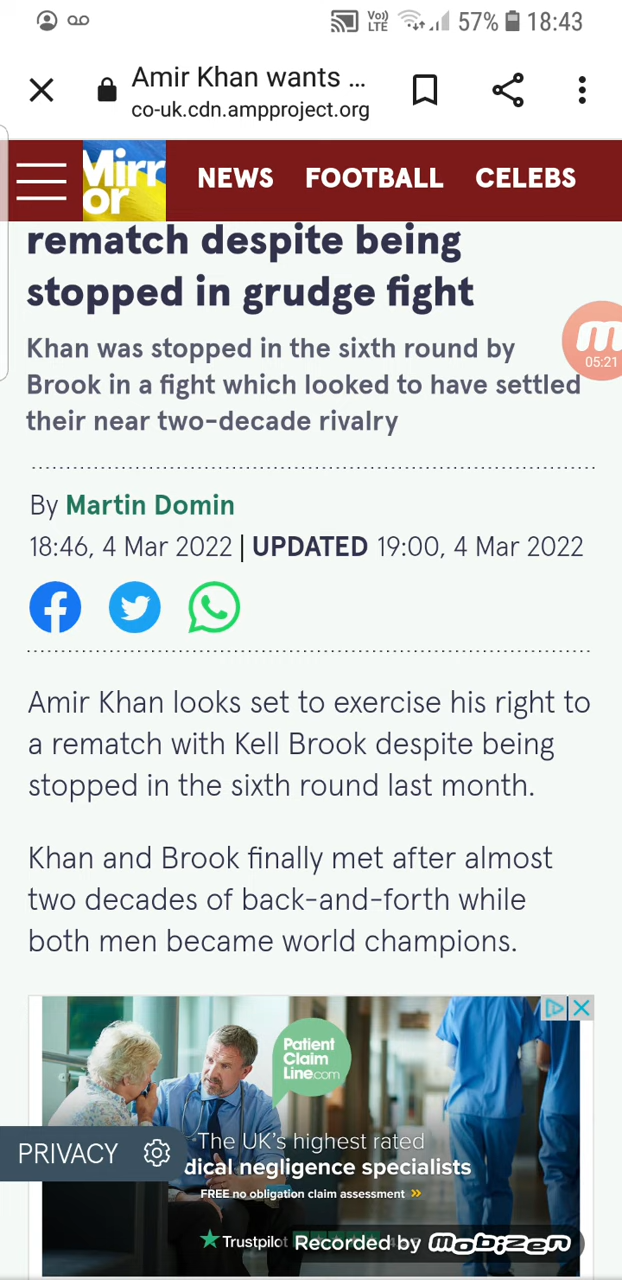 Vo)) LTE 57% 18:43
Amir Khan wants ...
co-uk.cdn.ampproject.org
Mirror NEWS FOOTBALL CELEBS
rematch despite being
stopped in grudge fight
Khan was stopped in the sixth round by
Brook in a fight which looked to have settled
their near two-decade rivalry
m
05:21
By Martin Domin
18:46, 4 Mar 2022 | UPDATED 19:00, 4 Mar 2022
Amir Khan looks set to exercise his right to
a rematch with Kell Brook despite being
stopped in the sixth round last month.
Khan and Brook finally met after almost
two decades of back-and-forth while
both men became world champions.
Patient
Claim
Line.com
The UK's highest rated
dical negligence specialists
FREE no obligation claim assessment »
PRIVACY
Trustpilot
Recorded by mobizen